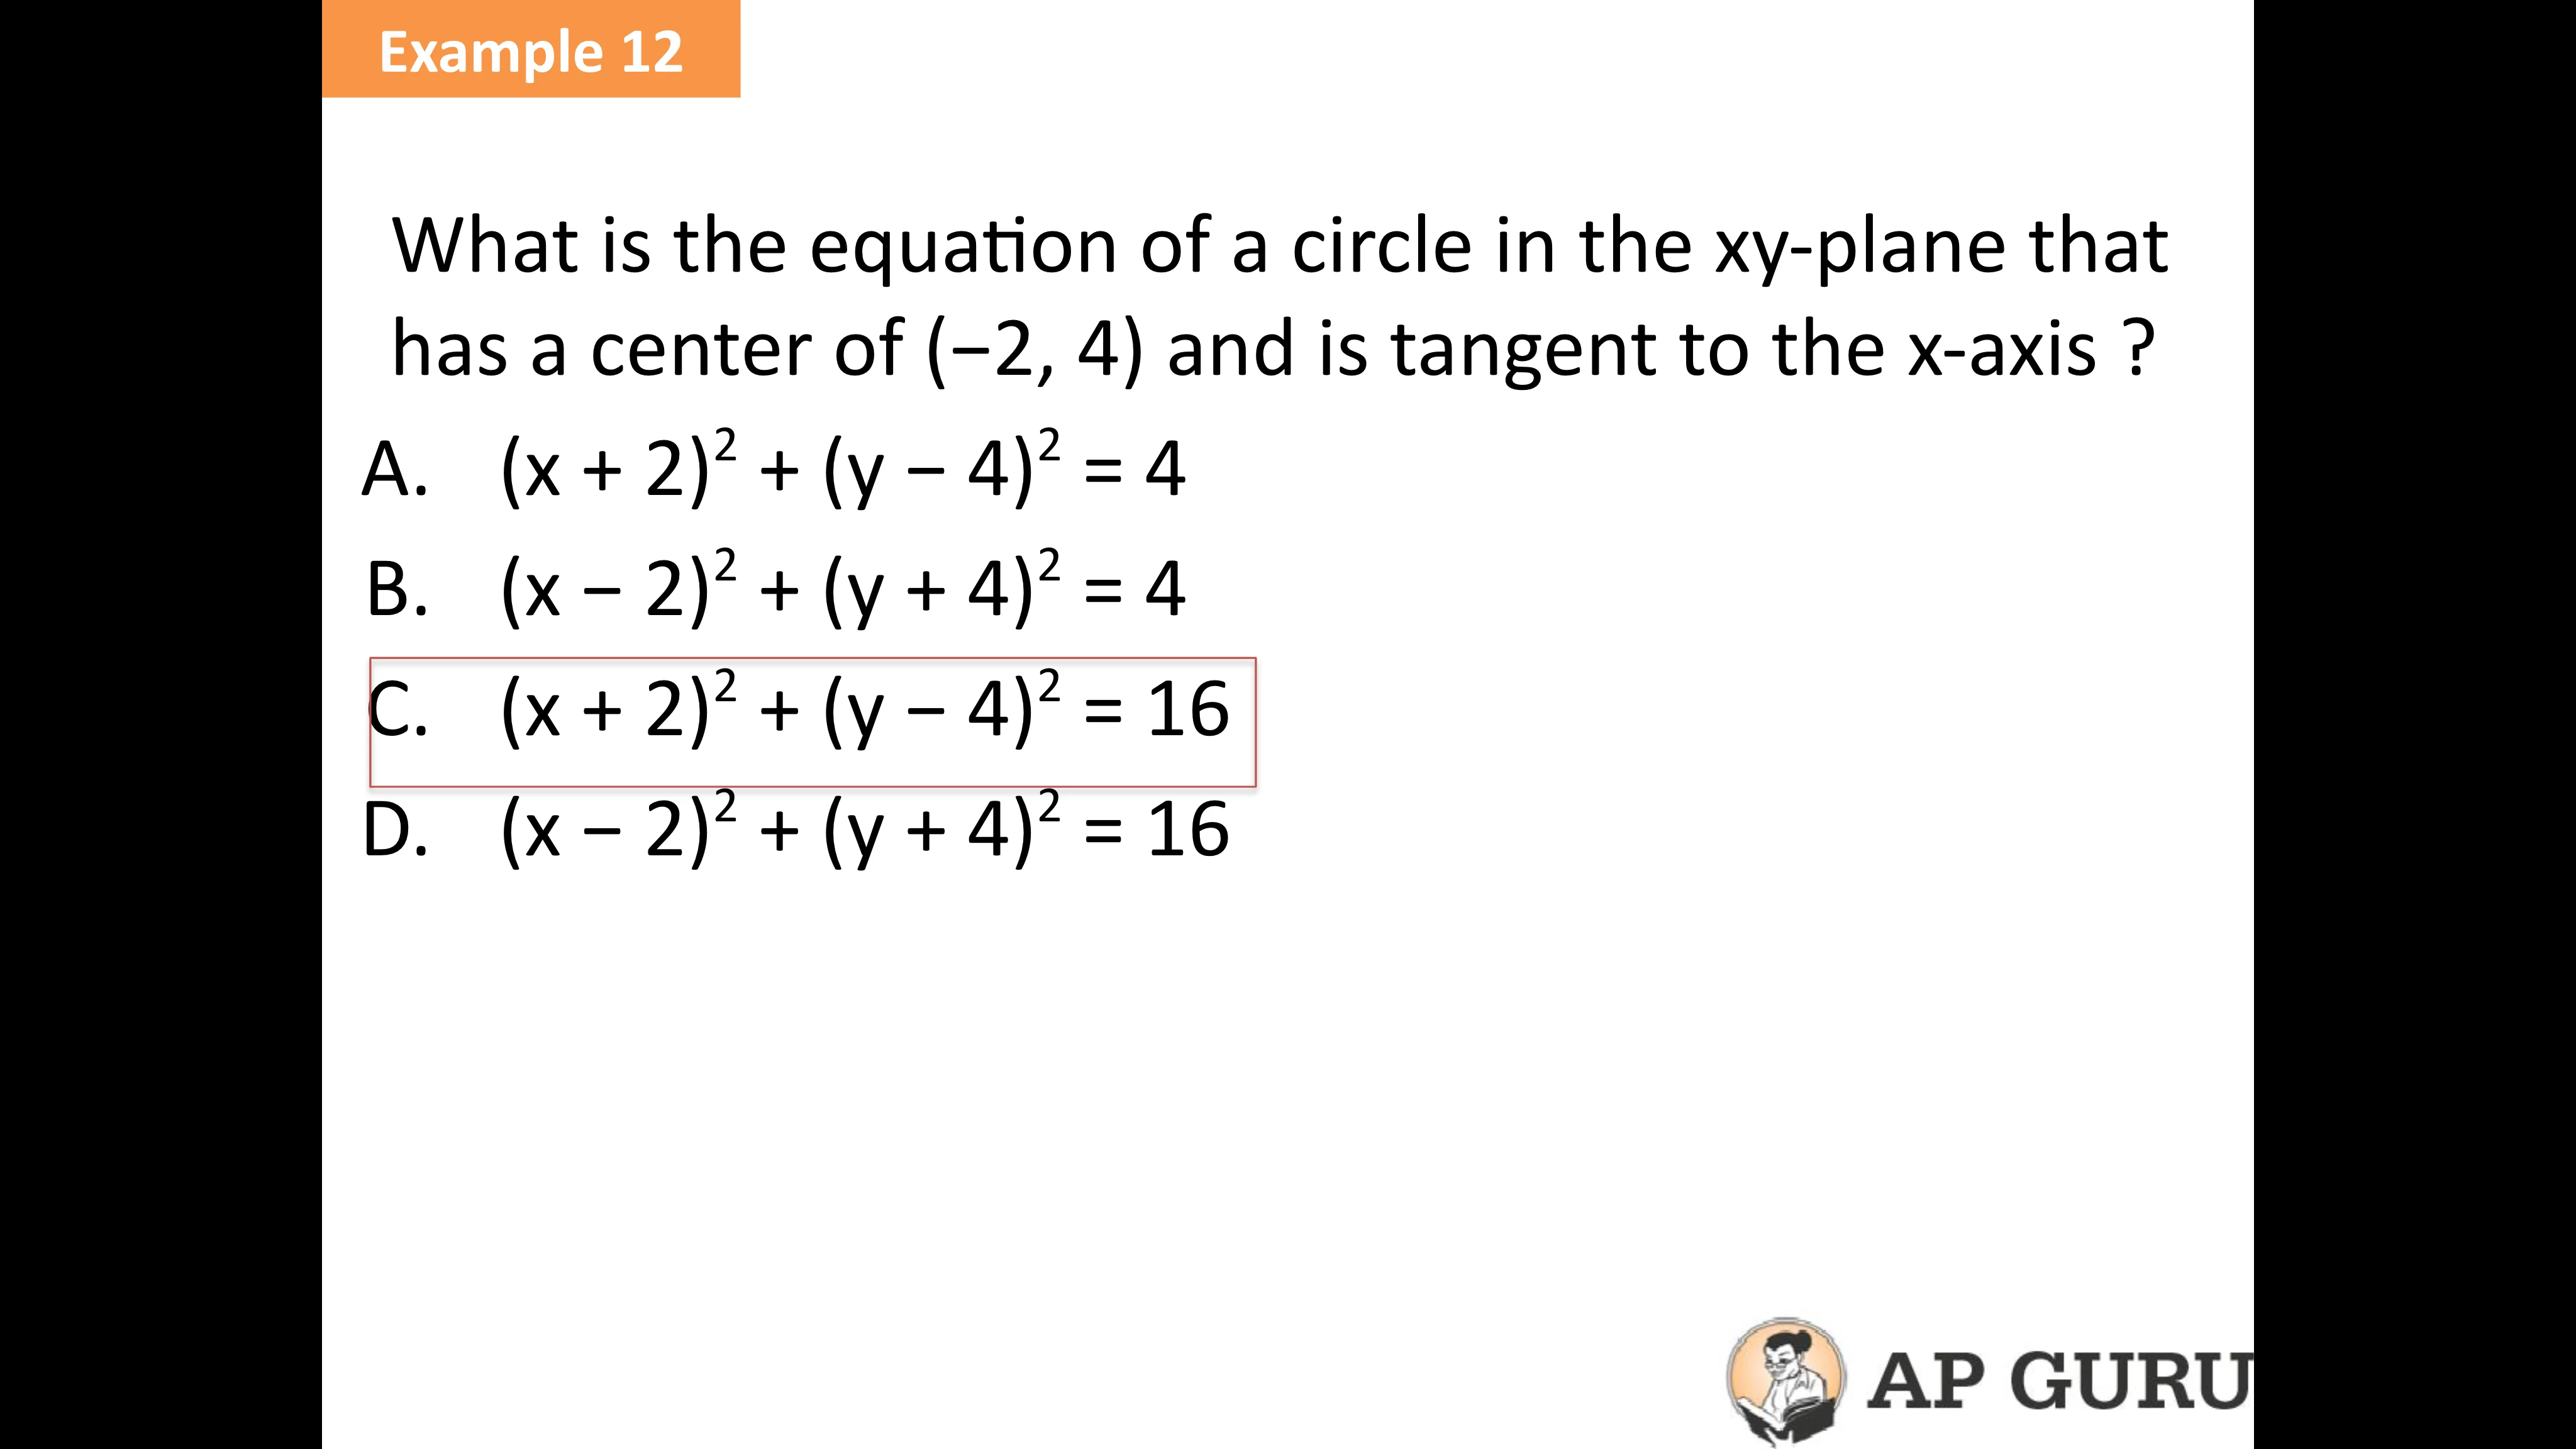 Example 12
What is the equation of a circle in the xy-plane that
has a center of (−2, 4) and is tangent to the x-axis ?
A. (x + 2)² + (y − 4)² = 4
B. (x − 2)² + (y + 4)² = 4
C. (x + 2)² + (y − 4)² = 16
D. (x − 2)² + (y + 4)² = 16
AP GURU